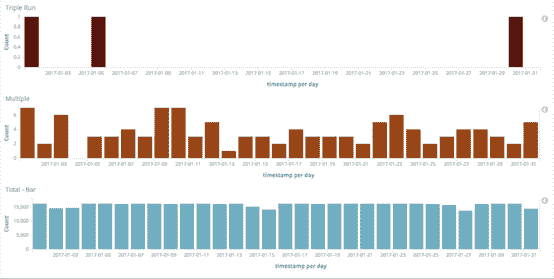 Triple Run
Count
1
0.8
0.6
0.4
0.2
0
2017-01-03 2017-01-05 2017-01-07 2017-01-09 2017-01-11 2017-01-13 2017-01-15 2017-01-17 2017-01-19 2017-01-21 2017-01-23 2017-01-25 2017-01-27 2017-01-29 2017-01-31
timestamp per day
Multiple
Count
6
4
2
0
2017-01-03 2017-01-05 2017-01-07 2017-01-09 2017-01-11 2017-01-13 2017-01-15 2017-01-17 2017-01-19 2017-01-21 2017-01-23 2017-01-25 2017-01-27 2017-01-29 2017-01-31
timestamp per day
Total - Bar
Count
15,000
10,000
5,000
0
2017-01-03 2017-01-05 2017-01-07 2017-01-09 2017-01-11 2017-01-13 2017-01-15 2017-01-17 2017-01-19 2017-01-21 2017-01-23 2017-01-25 2017-01-27 2017-01-29 2017-01-31
timestamp per day